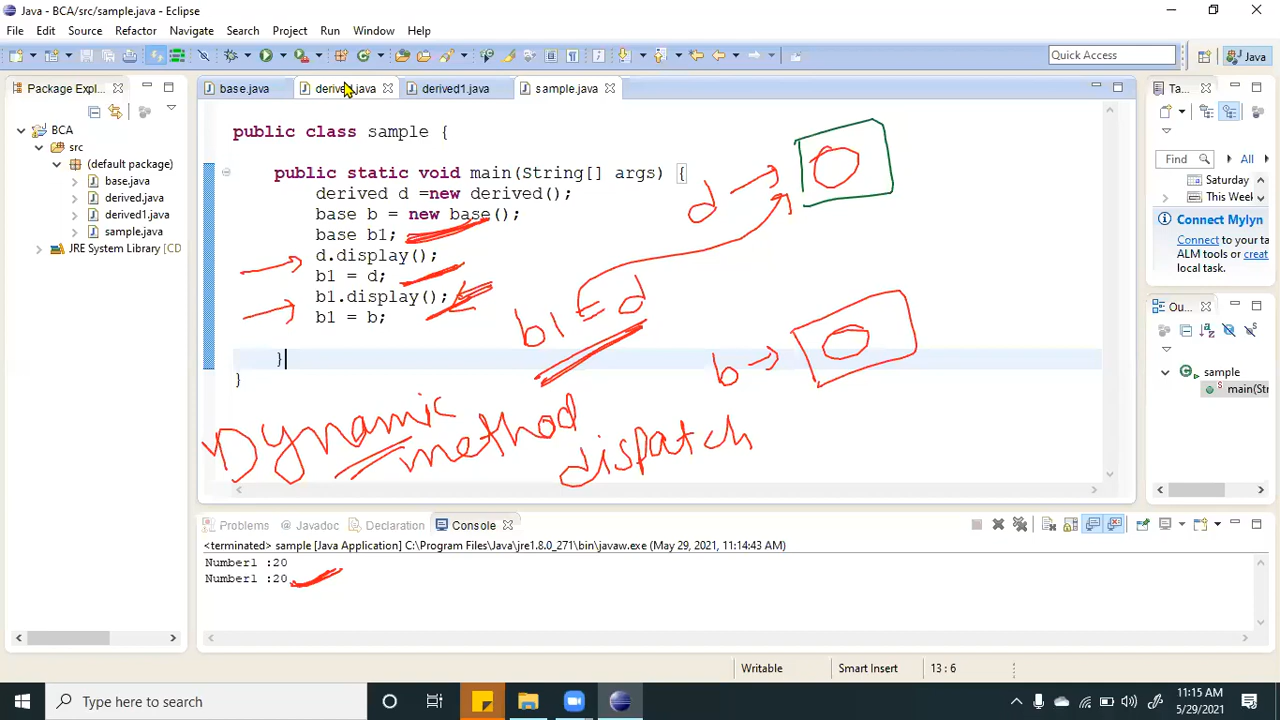 Java - BCA/src/sample.java - Eclipse
File Edit Source Refactor Navigate Search Project Run Window Help
Quick Access
Java
Package Expl...
base.java
derived.java
derived1.java
sample.java
Ta...
BCA
src
(default package)
base.java
derived.java
derived1.java
sample.java
JRE System Library [CD
public class sample {
public static void main(String[] args) {
derived d =new derived();
base b = new base();
base b1;
d.display();
b1 = d;
b1.display();
b1 = b;
}
}
d
b1 = d
b
Dynamic
method
dispatch
Find
All
Saturday
This Week
Connect Mylyn
Connect to your ta
ALM tools or creat
local task.
Ou...
sample
main(Str
Problems Javadoc Declaration Console
<terminated> sample [Java Application] C:\Program Files\Java\jre1.8.0_271\bin\javaw.exe (May 29, 2021, 11:14:43 AM)
Number1 :20
Number1 :20
Writable
Smart Insert
13 : 6
Type here to search
11:15 AM
5/29/2021